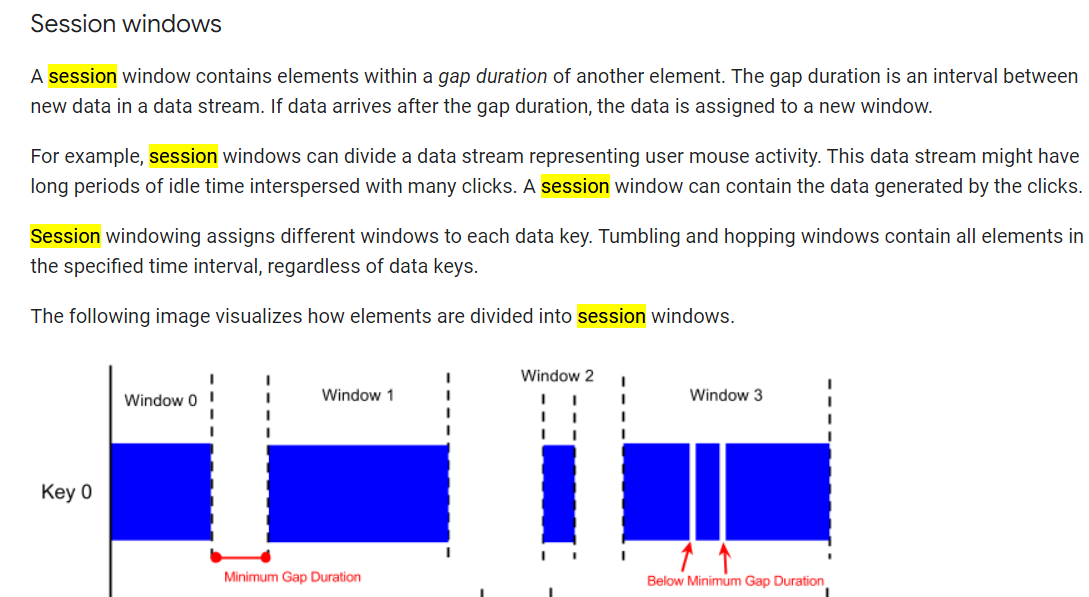 Session windows
A session window contains elements within a gap duration of another element. The gap duration is an interval between
new data in a data stream. If data arrives after the gap duration, the data is assigned to a new window.
For example, session windows can divide a data stream representing user mouse activity. This data stream might have
long periods of idle time interspersed with many clicks. A session window can contain the data generated by the clicks.
Session windowing assigns different windows to each data key. Tumbling and hopping windows contain all elements in
the specified time interval, regardless of data keys.
The following image visualizes how elements are divided into session windows.
Window 0
Window 1
Window 2
Window 3
Key 0
Minimum Gap Duration
Below Minimum Gap Duration